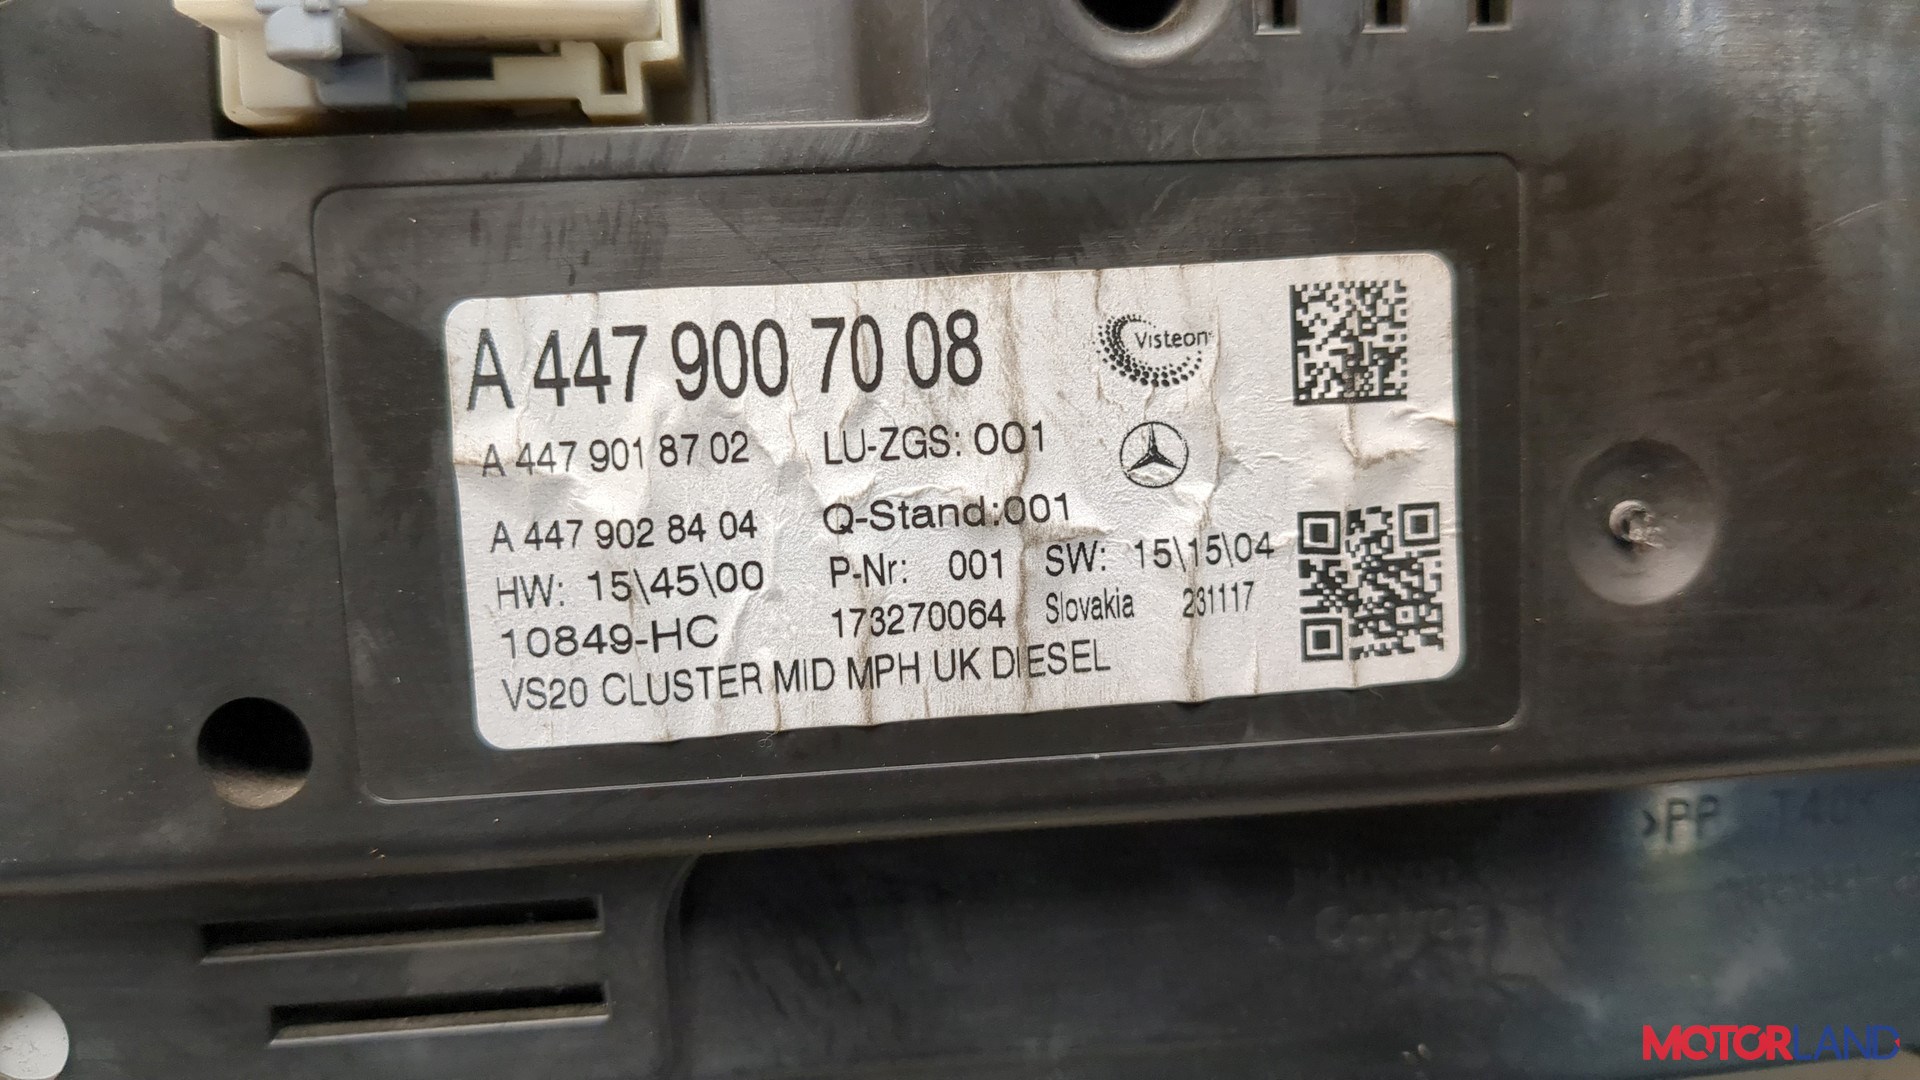 A 447 900 70 08
Visteon
A 447 901 87 02 LU-ZGS: 001
A 447 902 84 04 Q-Stand:001
HW: 15\45\00 P-Nr: 001 SW: 15\15\04
10849-HC 173270064 Slovakia 231117
VS20 CLUSTER MID MPH UK DIESEL
>PP T40<
MOTORLAND